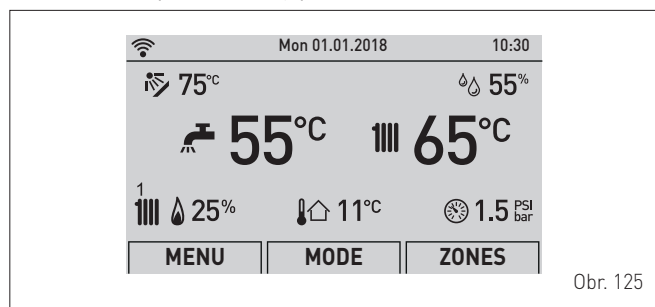 Mon 01.01.2018 10:30
75°C 55%
55°C 65°C
1
25% 11°C 1.5 PSI bar
MENU MODE ZONES
Obr. 125